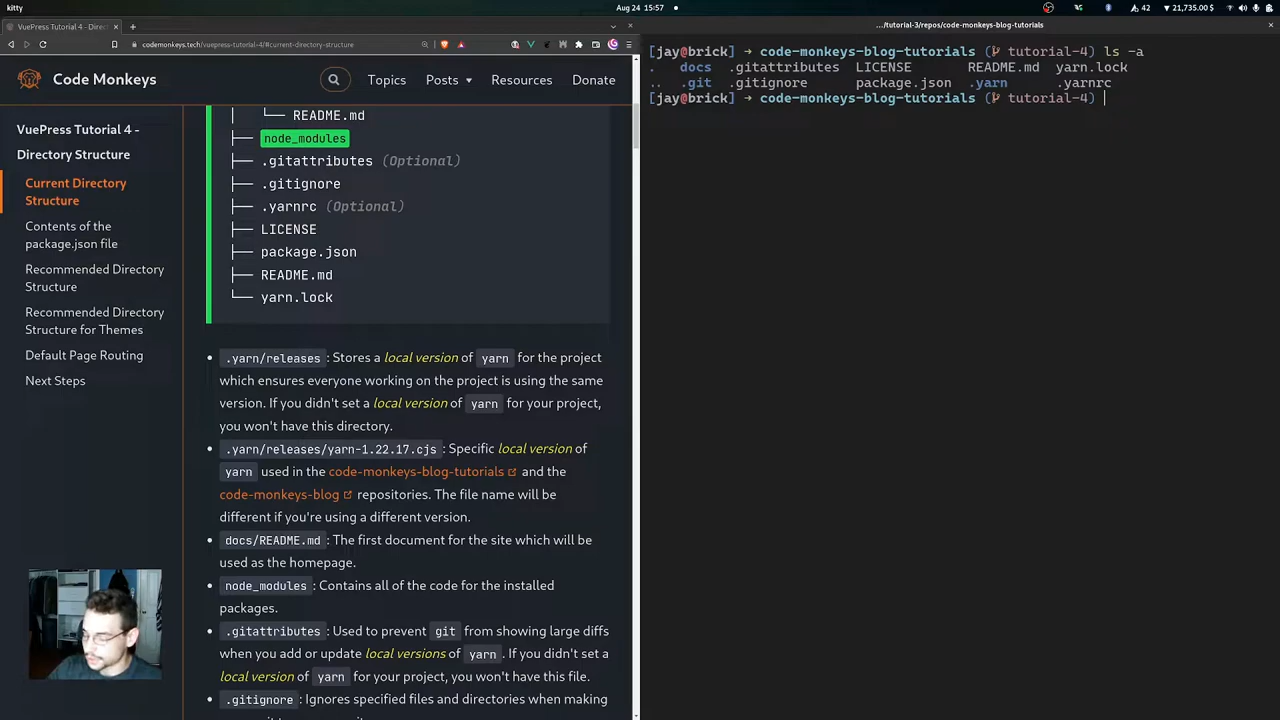 kitty
Aug 24 15:57
42
21,735.00 $
VuePress Tutorial 4 - Direc
codemonkeys.tech/vuepress-tutorial-4/#current-directory-structure
Code Monkeys
Topics
Posts
Resources
Donate
VuePress Tutorial 4 -
Directory Structure
Current Directory
Structure
Contents of the
package.json file
Recommended Directory
Structure
Recommended Directory
Structure for Themes
Default Page Routing
Next Steps
│ └── README.md
├── node_modules
├── .gitattributes (Optional)
├── .gitignore
├── .yarnrc (Optional)
├── LICENSE
├── package.json
├── README.md
└── yarn.lock
• .yarn/releases : Stores a local version of yarn for the project
which ensures everyone working on the project is using the same
version. If you didn't set a local version of yarn for your project,
you won't have this directory.
• .yarn/releases/yarn-1.22.17.cjs : Specific local version of
yarn used in the code-monkeys-blog-tutorials and the
code-monkeys-blog repositories. The file name will be
different if you're using a different version.
• docs/README.md : The first document for the site which will be
used as the homepage.
• node_modules : Contains all of the code for the installed
packages.
• .gitattributes : Used to prevent git from showing large diffs
when you add or update local versions of yarn . If you didn't set a
local version of yarn for your project, you won't have this file.
• .gitignore : Ignores specified files and directories when making
.../tutorial-3/repos/code-monkeys-blog-tutorials
[jay@brick] → code-monkeys-blog-tutorials ( tutorial-4) ls -a
. docs .gitattributes LICENSE README.md yarn.lock
.. .git .gitignore package.json .yarn .yarnrc
[jay@brick] → code-monkeys-blog-tutorials ( tutorial-4)